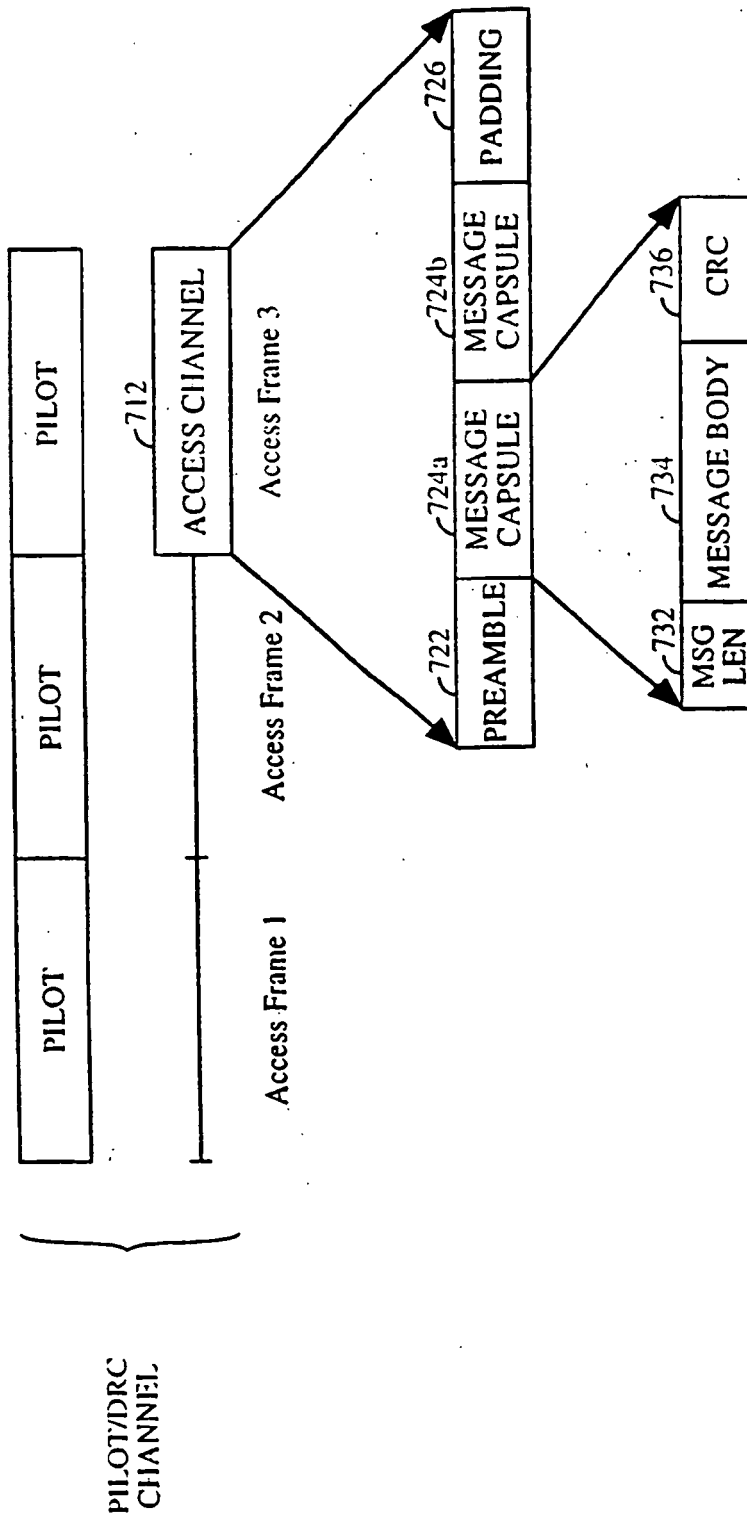 PILOT/DRC
CHANNEL
PILOT
PILOT
PILOT
712
ACCESS CHANNEL
Access Frame 1
Access Frame 2
Access Frame 3
722
724a
724b
726
PREAMBLE
MESSAGE
CAPSULE
MESSAGE
CAPSULE
PADDING
732
734
736
MSG
LEN
MESSAGE BODY
CRC